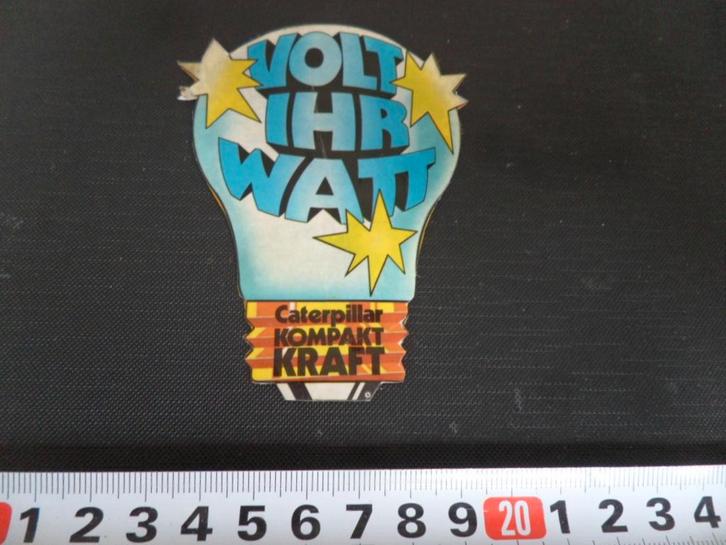 VOLT
IHR
WATT
Caterpillar
KOMPAKT
KRAFT
1 2 3 4 5 6 7 8 9 20 1 2 3 4